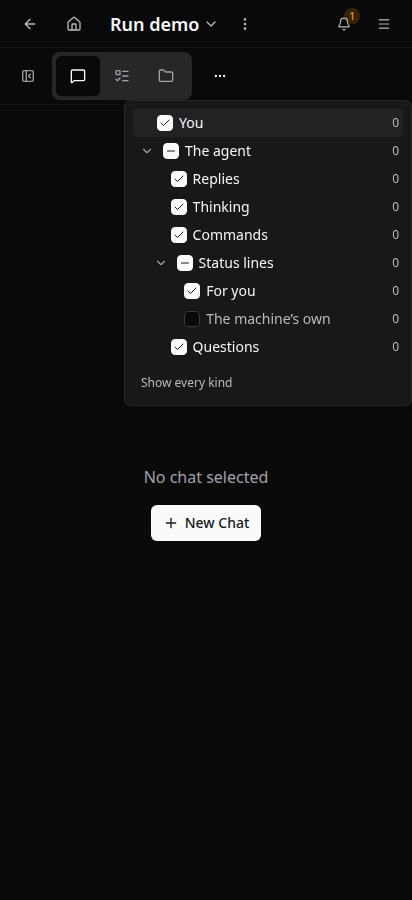 Run demo
1
You 0
The agent 0
Replies 0
Thinking 0
Commands 0
Status lines 0
For you 0
The machine’s own 0
Questions 0
Show every kind
No chat selected
New Chat